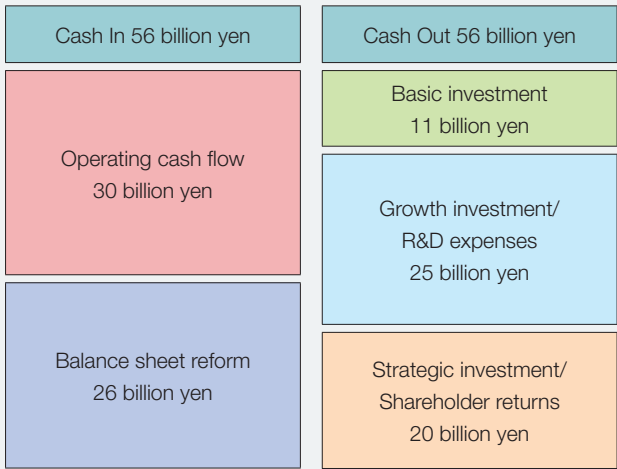 Cash In 56 billion yen
Operating cash flow
30 billion yen
Balance sheet reform
26 billion yen
Cash Out 56 billion yen
Basic investment
11 billion yen
Growth investment/
R&D expenses
25 billion yen
Strategic investment/
Shareholder returns
20 billion yen